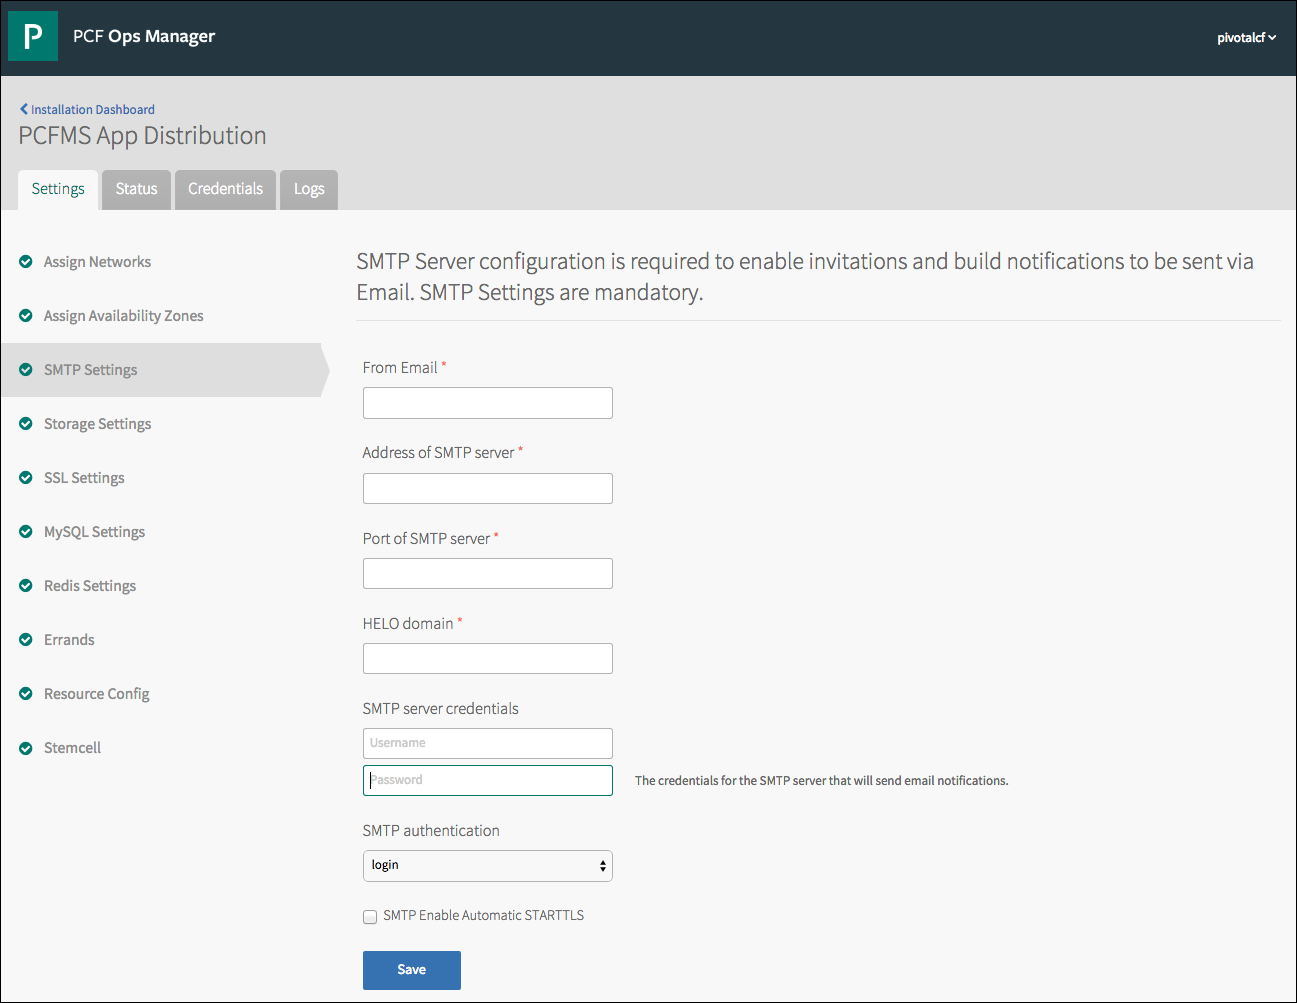 P
PCF Ops Manager
pivotalcf
Installation Dashboard
PCFMS App Distribution
Settings
Status
Credentials
Logs
Assign Networks
Assign Availability Zones
SMTP Settings
Storage Settings
SSL Settings
MySQL Settings
Redis Settings
Errands
Resource Config
Stemcell
SMTP Server configuration is required to enable invitations and build notifications to be sent via
Email. SMTP Settings are mandatory.
From Email *
Address of SMTP server *
Port of SMTP server *
HELO domain *
SMTP server credentials
Username
Password
The credentials for the SMTP server that will send email notifications.
SMTP authentication
login
SMTP Enable Automatic STARTTLS
Save